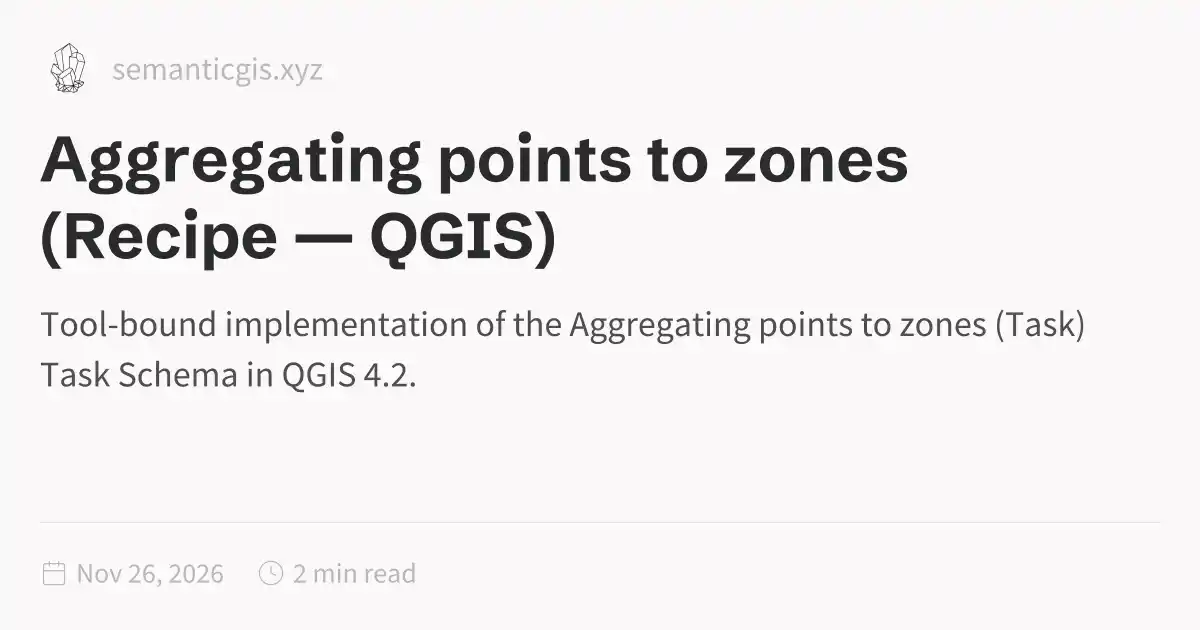 semanticgis.xyz
Aggregating points to zones
(Recipe — QGIS)
Tool-bound implementation of the Aggregating points to zones (Task)
Task Schema in QGIS 4.2.
Nov 26, 2026
2 min read